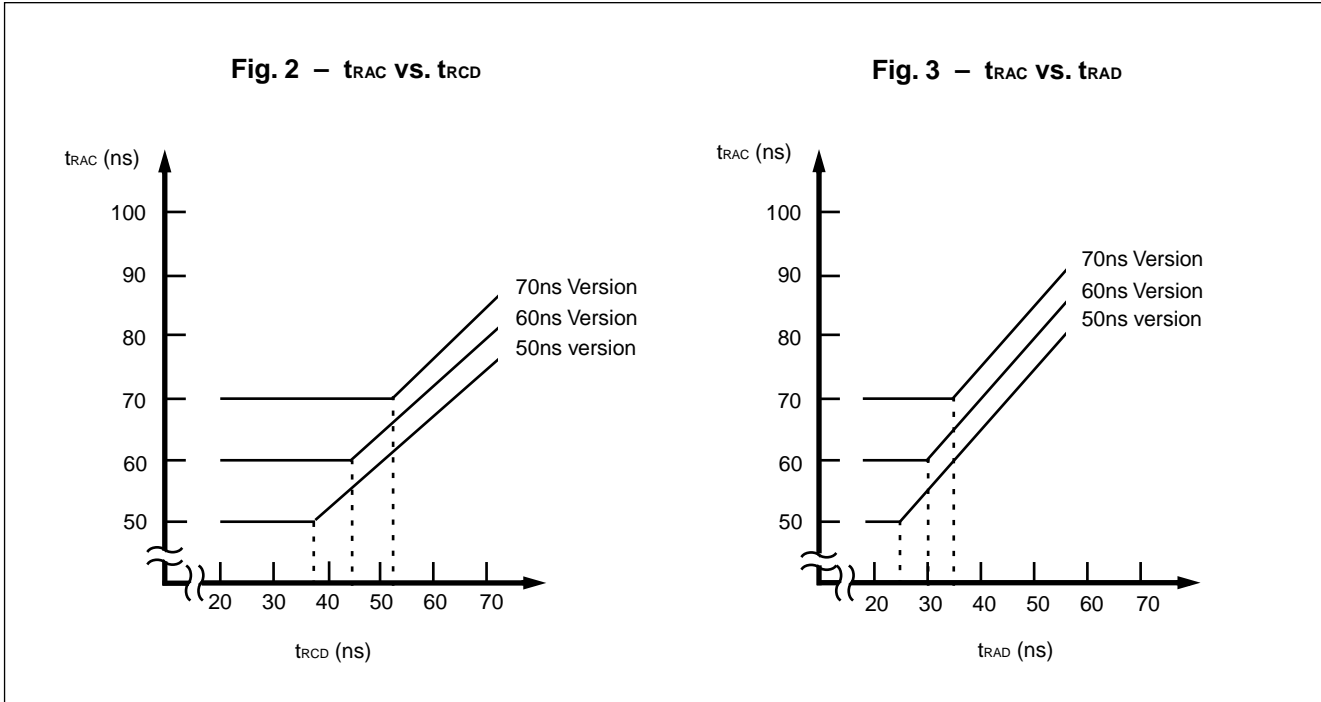 Fig. 2 – tRAC vs. tRCD
tRAC (ns)
100
90
80
70
60
50
70ns Version
60ns Version
50ns version
20 30 40 50 60 70
tRCD (ns)
Fig. 3 – tRAC vs. tRAD
tRAC (ns)
100
90
80
70
60
50
70ns Version
60ns Version
50ns version
20 30 40 50 60 70
tRAD (ns)